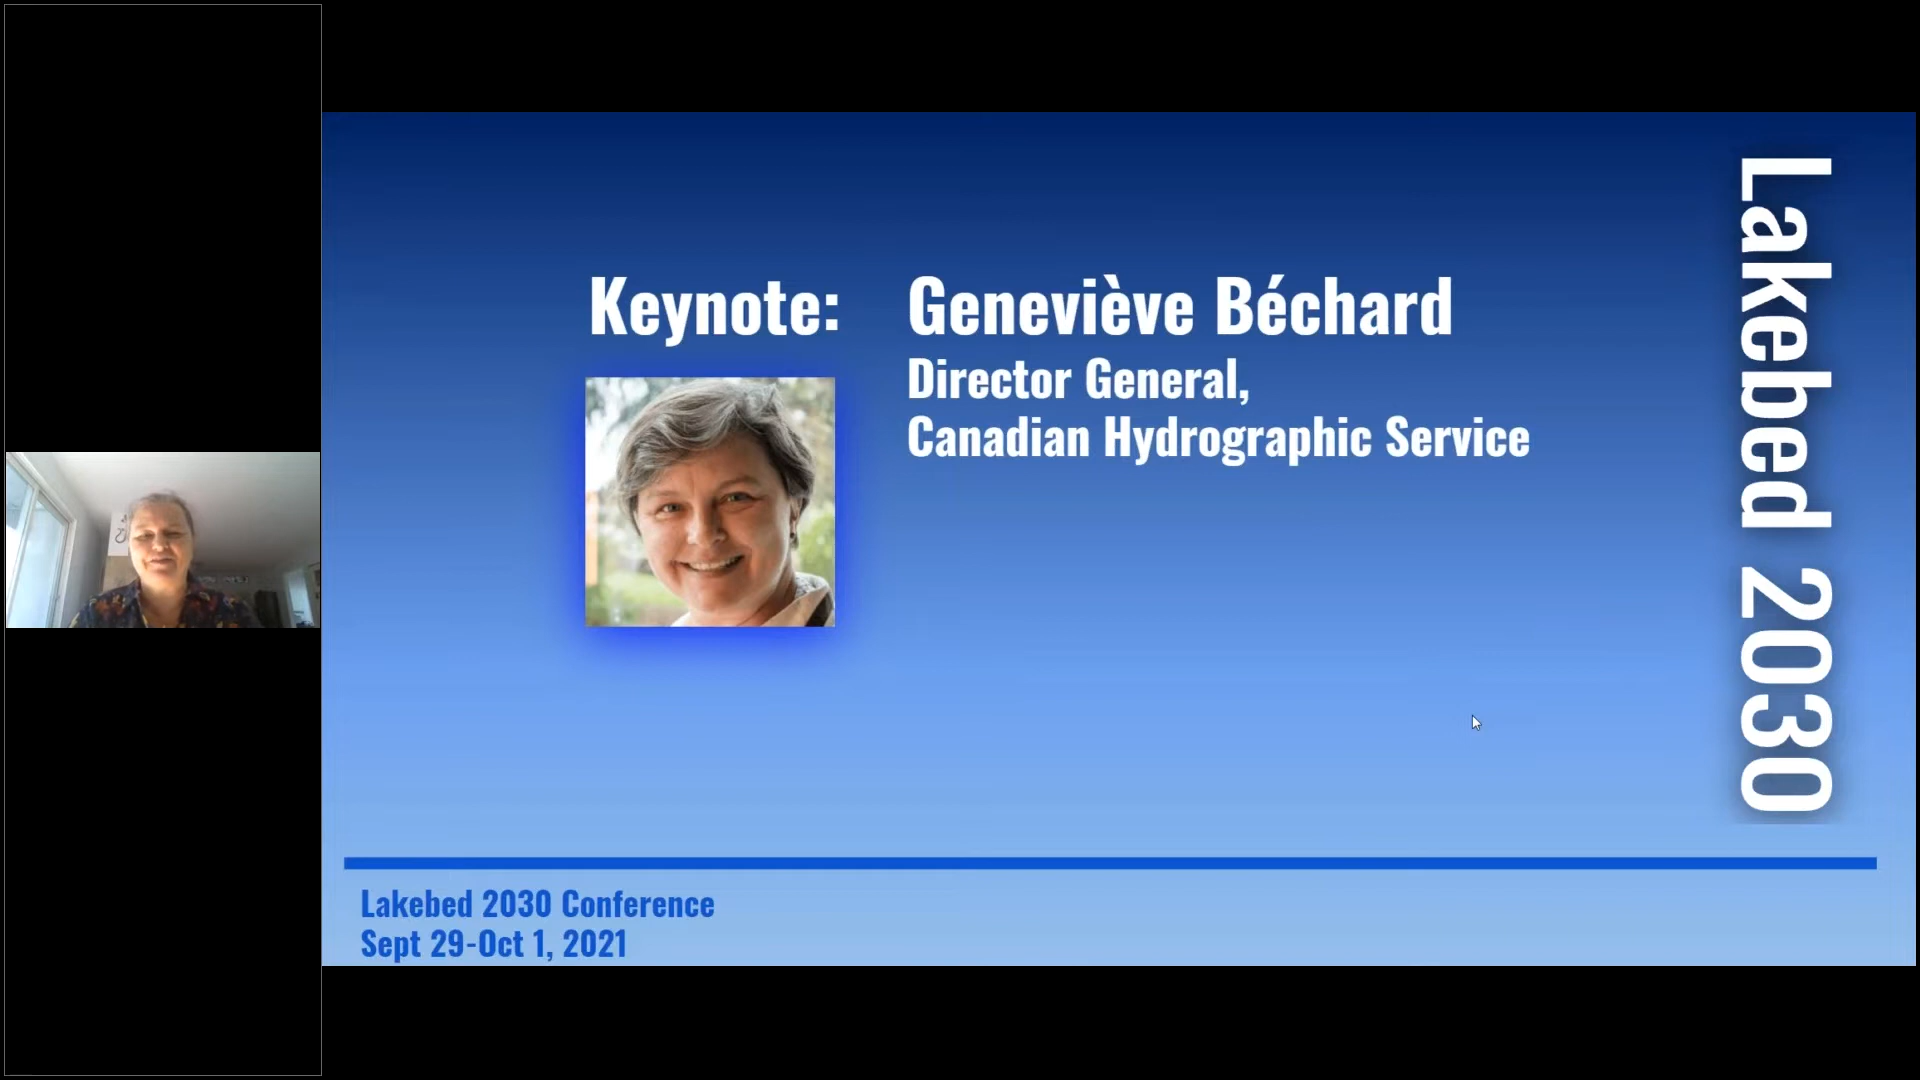 Keynote:
Geneviève Béchard
Director General,
Canadian Hydrographic Service
Lakebed 2030
Lakebed 2030 Conference
Sept 29-Oct 1, 2021